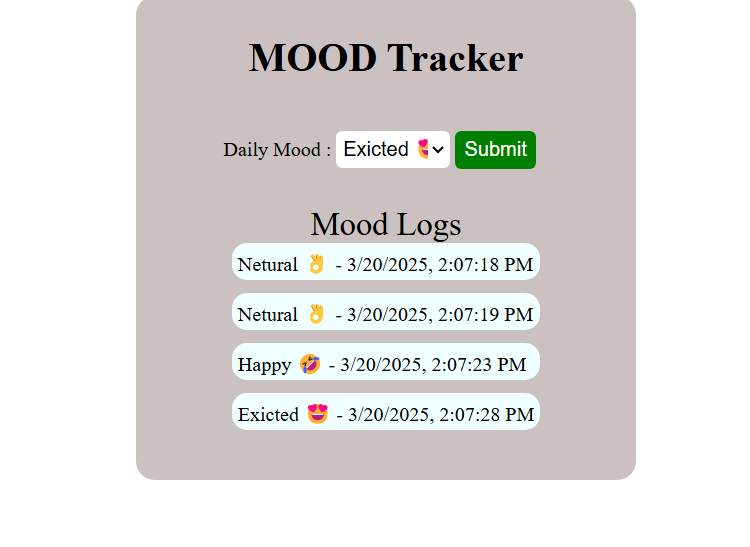 MOOD Tracker
Daily Mood : Exicted 😍 Submit
Mood Logs
Netural 👌 - 3/20/2025, 2:07:18 PM
Netural 👌 - 3/20/2025, 2:07:19 PM
Happy 🤣 - 3/20/2025, 2:07:23 PM
Exicted 😍 - 3/20/2025, 2:07:28 PM